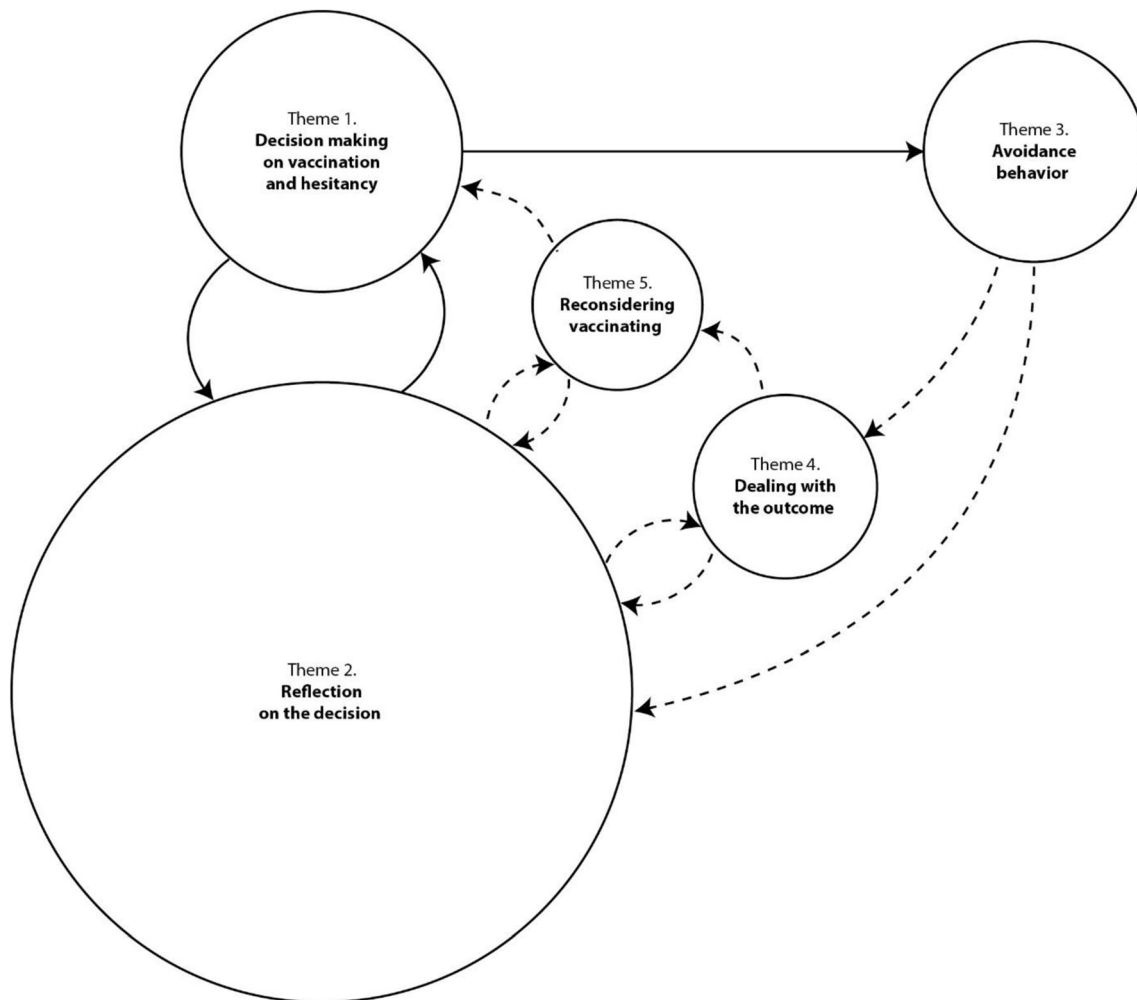 Theme 1.
Decision making
on vaccination
and hesitancy
Theme 3.
Avoidance
behavior
Theme 5.
Reconsidering
vaccinating
Theme 4.
Dealing with
the outcome
Theme 2.
Reflection
on the decision